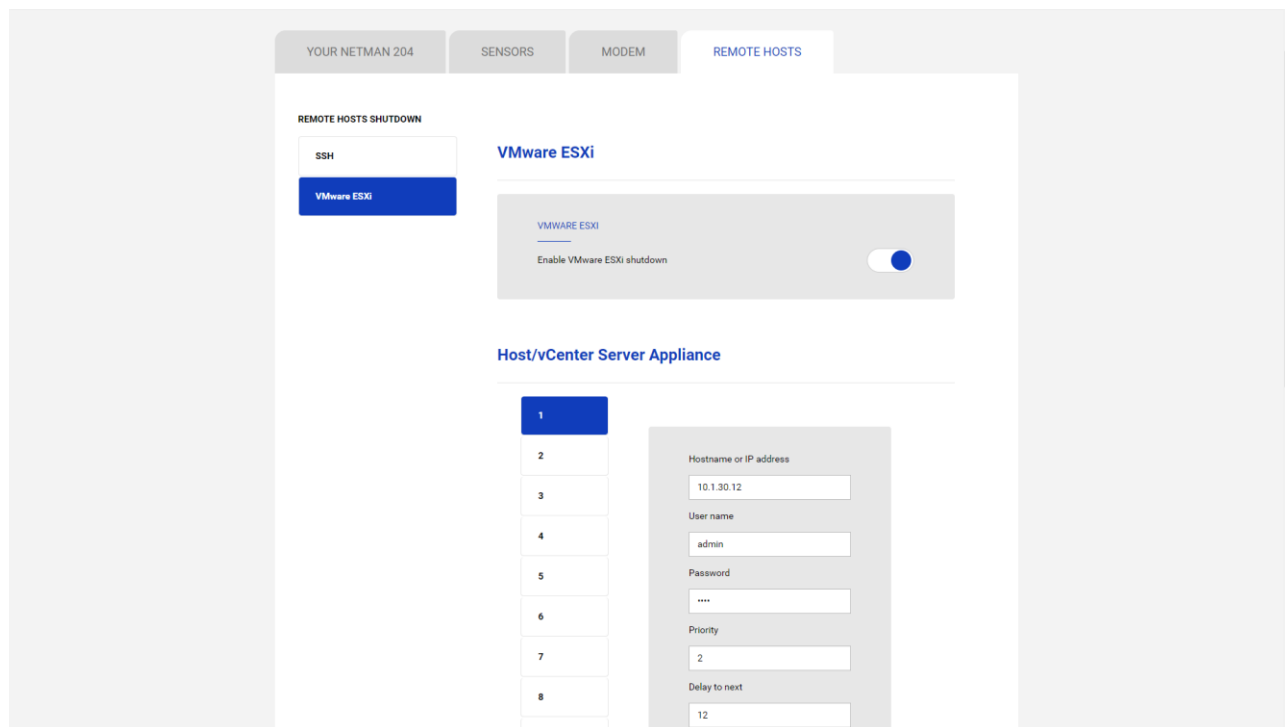 YOUR NETMAN 204
SENSORS
MODEM
REMOTE HOSTS
REMOTE HOSTS SHUTDOWN
SSH
VMware ESXi
VMware ESXi
VMWARE ESXI
Enable VMware ESXi shutdown
Host/vCenter Server Appliance
1
2
3
4
5
6
7
8
Hostname or IP address
10.1.30.12
User name
admin
Password
••••
Priority
2
Delay to next
12